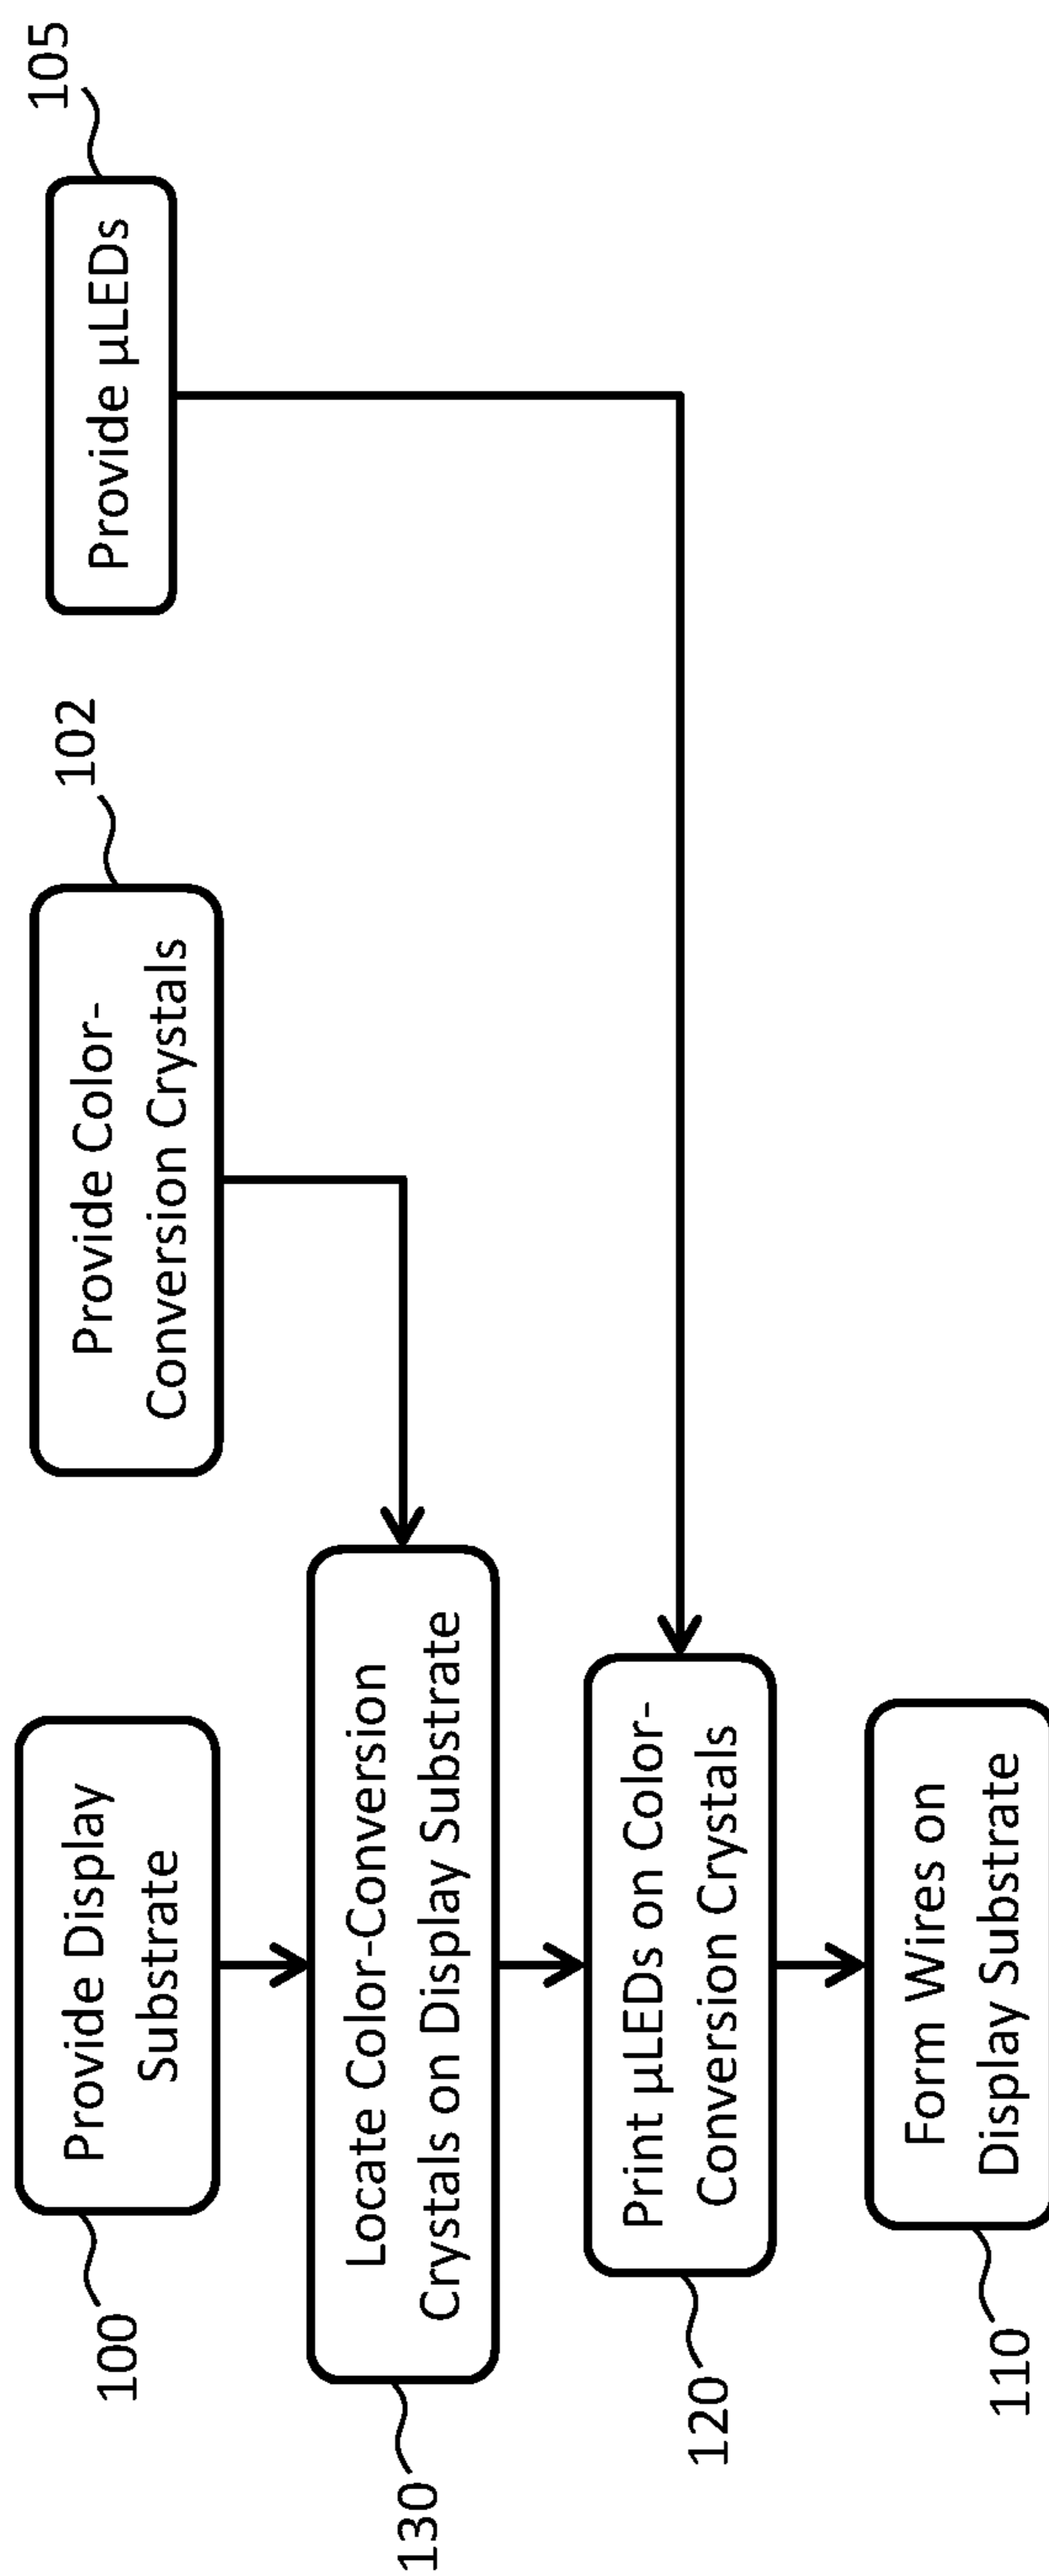 100
Provide Display
Substrate
Provide Color-
Conversion Crystals
102
Provide µLEDs
105
130
Locate Color-Conversion
Crystals on Display Substrate
120
Print µLEDs on Color-
Conversion Crystals
110
Form Wires on
Display Substrate